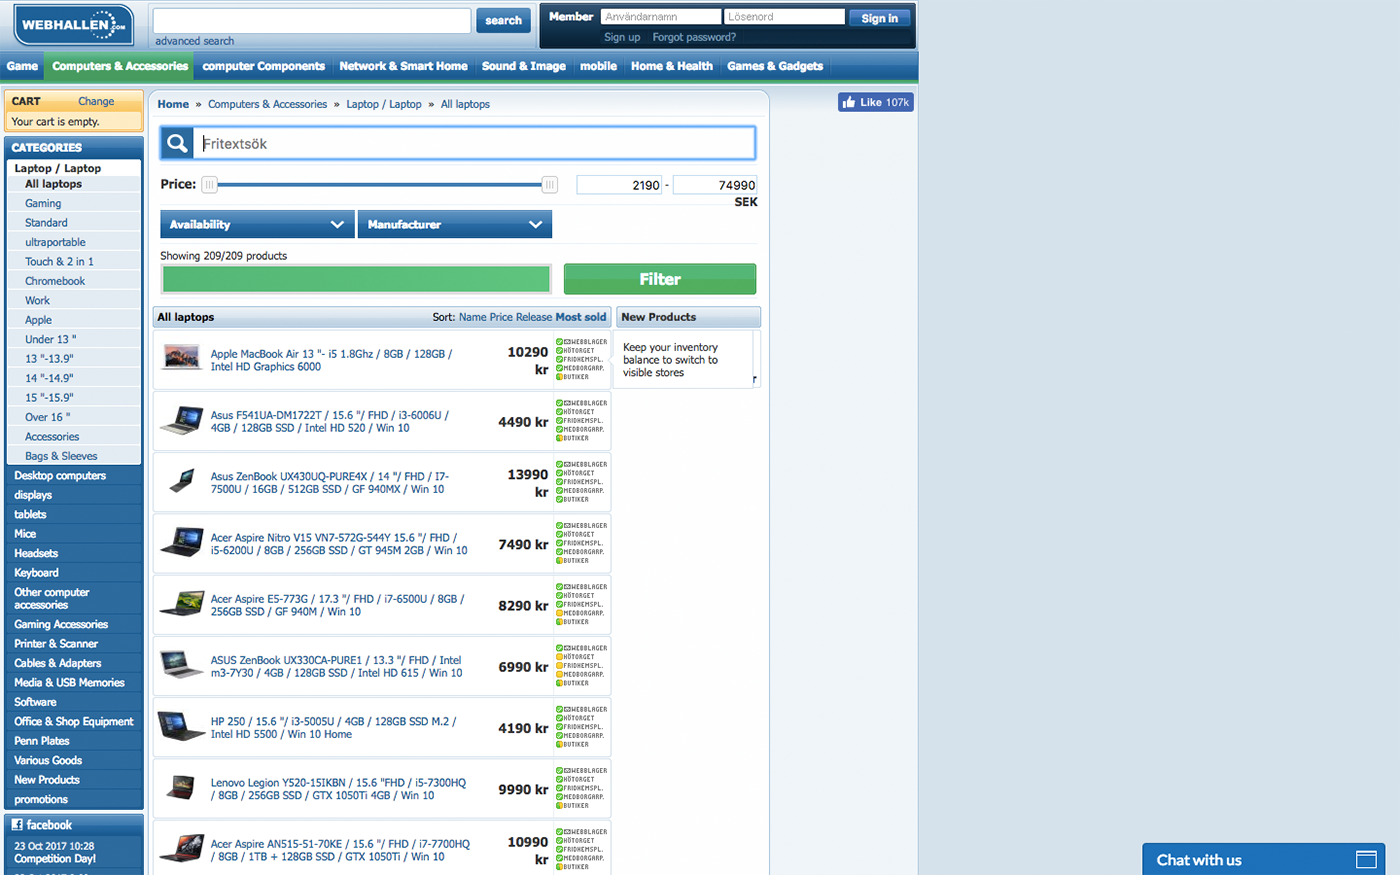 WEBHALLEN.COM
search
advanced search
Member
Användarnamn
Lösenord
Sign in
Sign up Forgot password?
Game Computers & Accessories computer Components Network & Smart Home Sound & Image mobile Home & Health Games & Gadgets
CART Change
Your cart is empty.
CATEGORIES
Laptop / Laptop
All laptops
Gaming
Standard
ultraportable
Touch & 2 in 1
Chromebook
Work
Apple
Under 13 "
13 "-13.9"
14 "-14.9"
15 "-15.9"
Over 16 "
Accessories
Bags & Sleeves
Desktop computers
displays
tablets
Mice
Headsets
Keyboard
Other computer
accessories
Gaming Accessories
Printer & Scanner
Cables & Adapters
Media & USB Memories
Software
Office & Shop Equipment
Penn Plates
Various Goods
New Products
promotions
facebook
23 Oct 2017 10:28
Competition Day!
Home » Computers & Accessories » Laptop / Laptop » All laptops
Like 107k
Fritextsök
Price:
2190 - 74990
SEK
Availability
Manufacturer
Showing 209/209 products
Filter
All laptops
Sort: Name Price Release Most sold
New Products
Keep your inventory
balance to switch to
visible stores
Apple MacBook Air 13 "- i5 1.8Ghz / 8GB / 128GB /
Intel HD Graphics 6000
10290
kr
WEBBLAGER
HÖTORGET
FRIDHEMSPL.
MEDBORGARP.
BUTIKER
Asus F541UA-DM1722T / 15.6 "/ FHD / i3-6006U /
4GB / 128GB SSD / Intel HD 520 / Win 10
4490 kr
WEBBLAGER
HÖTORGET
FRIDHEMSPL.
MEDBORGARP.
BUTIKER
Asus ZenBook UX430UQ-PURE4X / 14 "/ FHD / I7-
7500U / 16GB / 512GB SSD / GF 940MX / Win 10
13990
kr
WEBBLAGER
HÖTORGET
FRIDHEMSPL.
MEDBORGARP.
BUTIKER
Acer Aspire Nitro V15 VN7-572G-544Y 15.6 "/ FHD /
i5-6200U / 8GB / 256GB SSD / GT 945M 2GB / Win 10
7490 kr
WEBBLAGER
HÖTORGET
FRIDHEMSPL.
MEDBORGARP.
BUTIKER
Acer Aspire E5-773G / 17.3 "/ FHD / i7-6500U / 8GB /
256GB SSD / GF 940M / Win 10
8290 kr
WEBBLAGER
HÖTORGET
FRIDHEMSPL.
MEDBORGARP.
BUTIKER
ASUS ZenBook UX330CA-PURE1 / 13.3 "/ FHD / Intel
m3-7Y30 / 4GB / 128GB SSD / Intel HD 615 / Win 10
6990 kr
WEBBLAGER
HÖTORGET
FRIDHEMSPL.
MEDBORGARP.
BUTIKER
HP 250 / 15.6 "/ i3-5005U / 4GB / 128GB SSD M.2 /
Intel HD 5500 / Win 10 Home
4190 kr
WEBBLAGER
HÖTORGET
FRIDHEMSPL.
MEDBORGARP.
BUTIKER
Lenovo Legion Y520-15IKBN / 15.6 "FHD / i5-7300HQ
/ 8GB / 256GB SSD / GTX 1050Ti 4GB / Win 10
9990 kr
WEBBLAGER
HÖTORGET
FRIDHEMSPL.
MEDBORGARP.
BUTIKER
Acer Aspire AN515-51-70KE / 15.6 "/ FHD / i7-7700HQ
/ 8GB / 1TB + 128GB SSD / GTX 1050Ti / Win 10
10990
kr
WEBBLAGER
HÖTORGET
FRIDHEMSPL.
MEDBORGARP.
BUTIKER
Chat with us